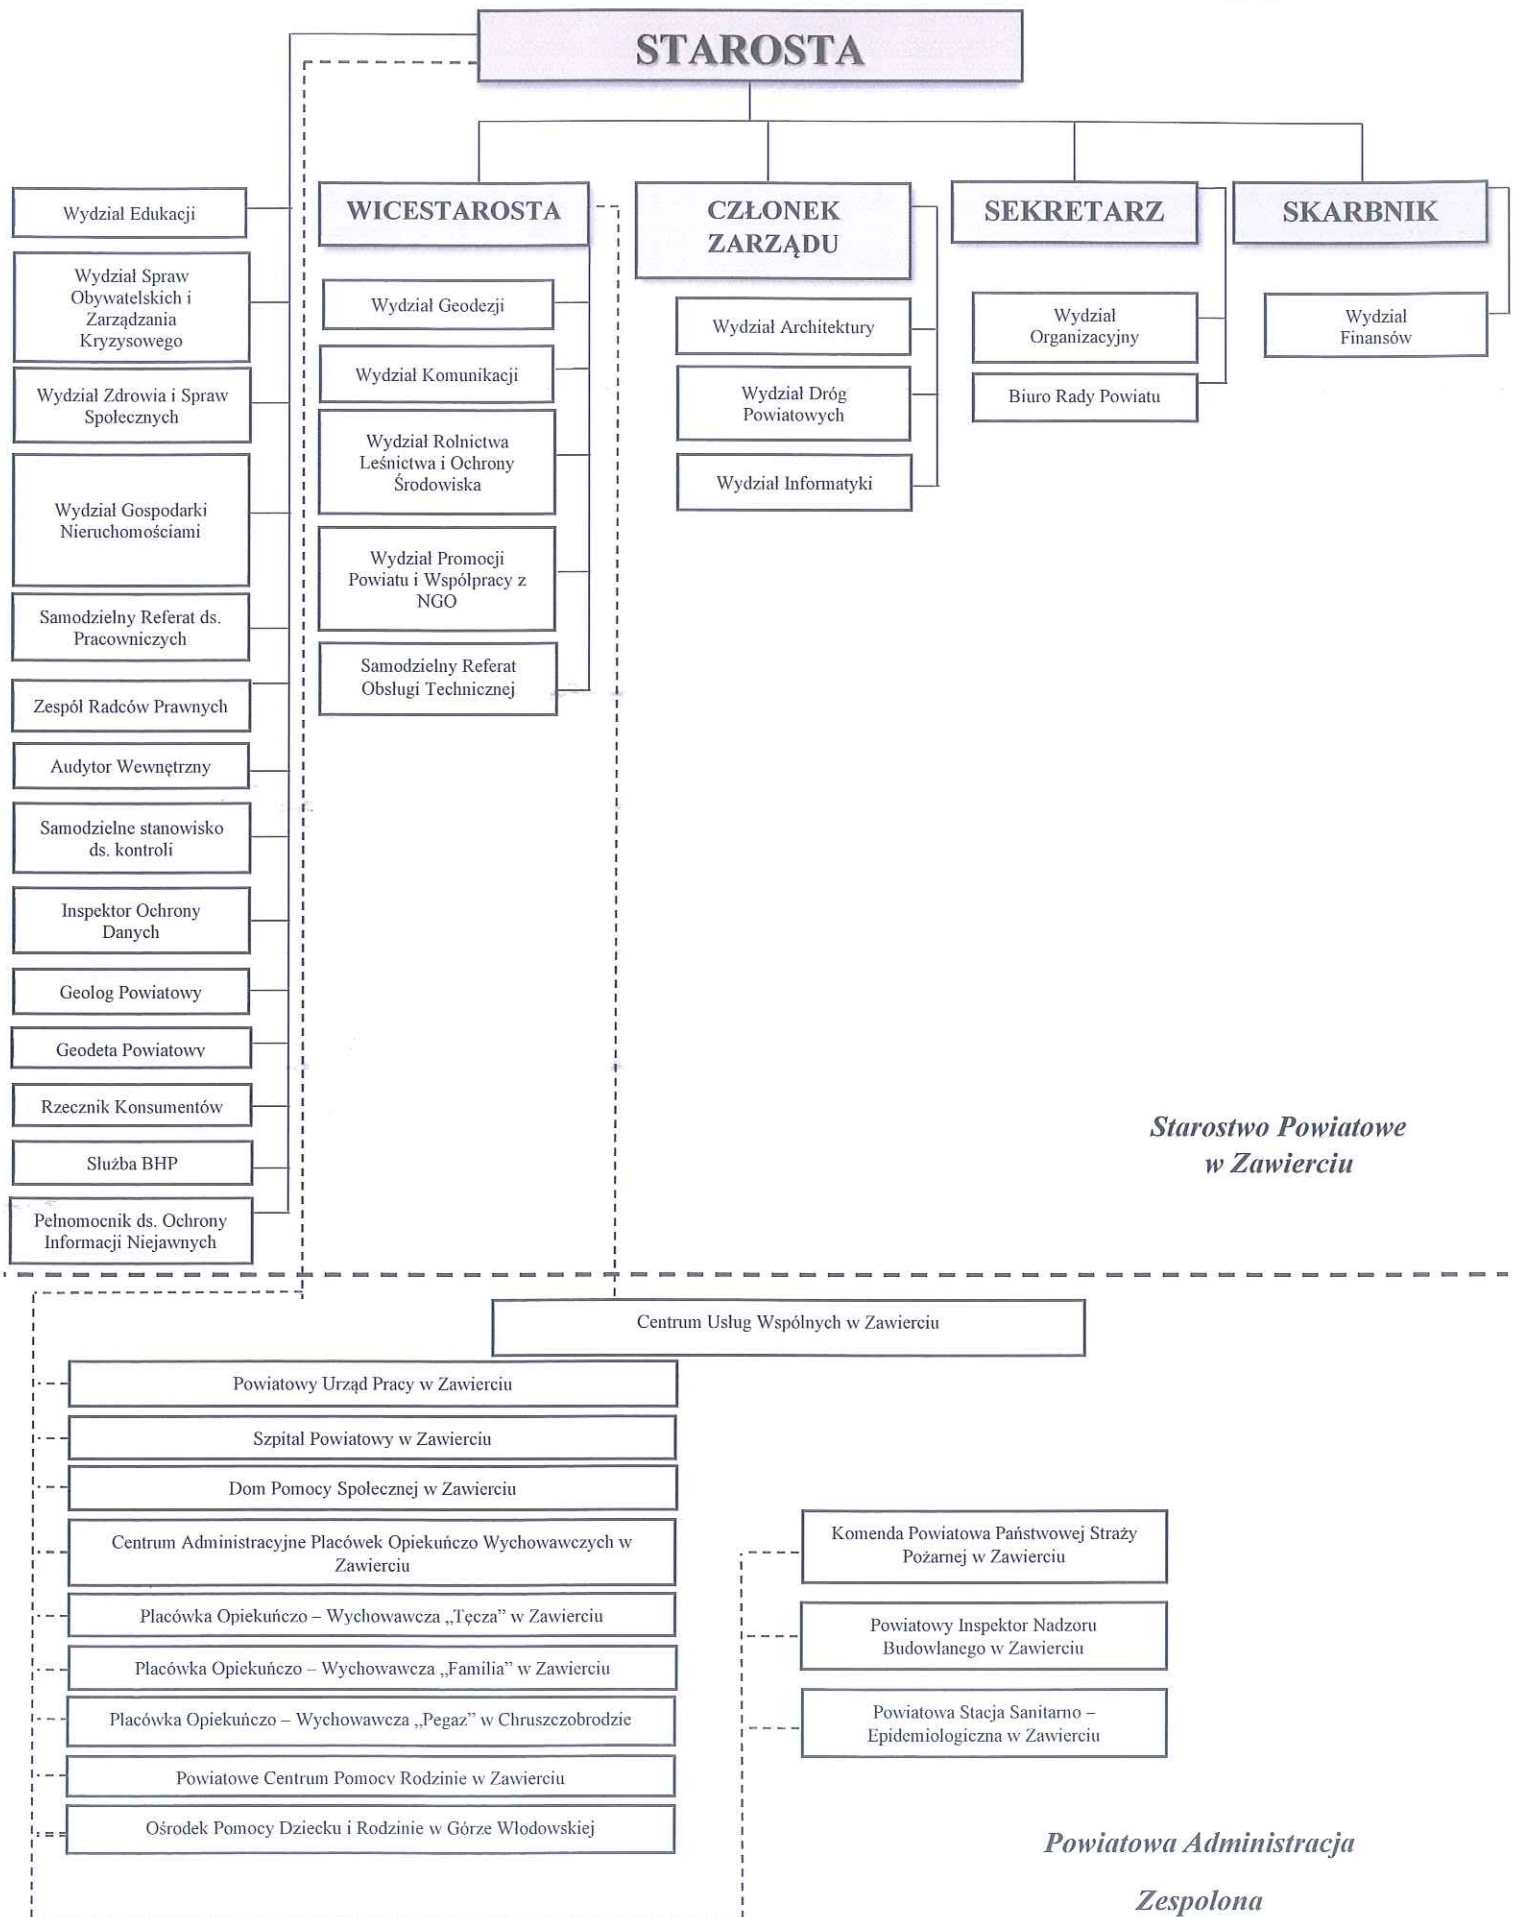 STAROSTA
Wydział Edukacji
Wydział Spraw
Obywatelskich i
Zarządzania
Kryzysowego
Wydział Zdrowia i Spraw
Społecznych
Wydział Gospodarki
Nieruchomościami
Samodzielny Referat ds.
Pracowniczych
Zespół Radców Prawnych
Audytor Wewnętrzny
Samodzielne stanowisko
ds. kontroli
Inspektor Ochrony
Danych
Geolog Powiatowy
Geodeta Powiatowy
Rzecznik Konsumentów
Służba BHP
Pełnomocnik ds. Ochrony
Informacji Niejawnych
WICESTAROSTA
Wydział Geodezji
Wydział Komunikacji
Wydział Rolnictwa
Leśnictwa i Ochrony
Środowiska
Wydział Promocji
Powiatu i Współpracy z
NGO
Samodzielny Referat
Obsługi Technicznej
CZŁONEK
ZARZĄDU
Wydział Architektury
Wydział Dróg
Powiatowych
Wydział Informatyki
SEKRETARZ
Wydział
Organizacyjny
Biuro Rady Powiatu
SKARBNIK
Wydział
Finansów
Starostwo Powiatowe
w Zawierciu
Centrum Usług Wspólnych w Zawierciu
Powiatowy Urząd Pracy w Zawierciu
Szpital Powiatowy w Zawierciu
Dom Pomocy Społecznej w Zawierciu
Centrum Administracyjne Placówek Opiekuńczo Wychowawczych w
Zawierciu
Placówka Opiekuńczo – Wychowawcza „Tęcza” w Zawierciu
Placówka Opiekuńczo – Wychowawcza „Familia” w Zawierciu
Placówka Opiekuńczo – Wychowawcza „Pegaz” w Chruszczobrodzie
Powiatowe Centrum Pomocy Rodzinie w Zawierciu
Ośrodek Pomocy Dziecku i Rodzinie w Górze Włodowskiej
Komenda Powiatowa Państwowej Straży
Pożarnej w Zawierciu
Powiatowy Inspektor Nadzoru
Budowlanego w Zawierciu
Powiatowa Stacja Sanitarno –
Epidemiologiczna w Zawierciu
Powiatowa Administracja
Zespolona